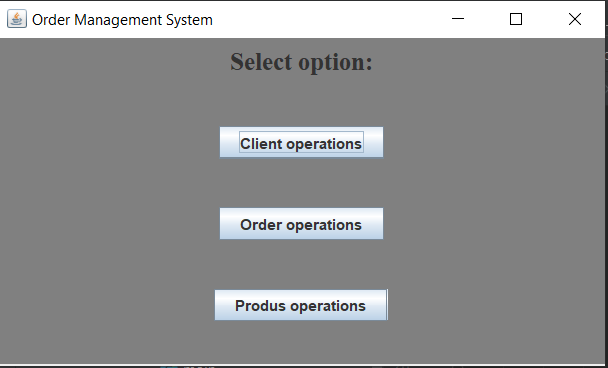 Order Management System
Select option:
Client operations
Order operations
Produs operations